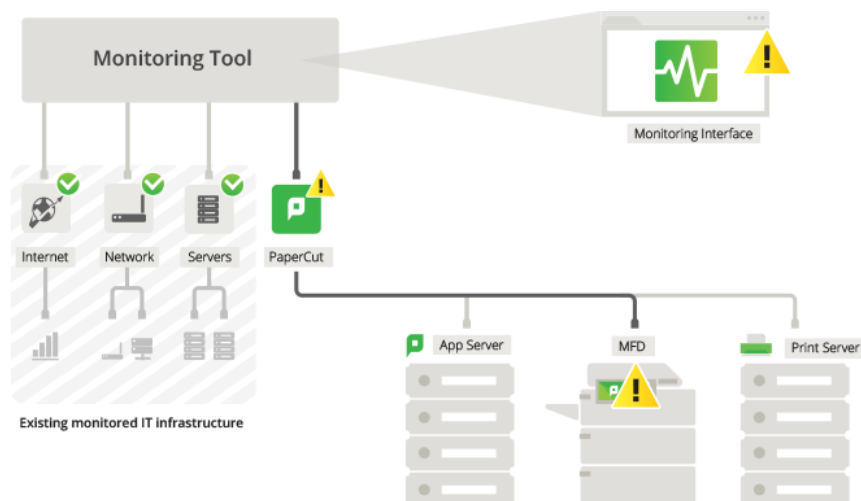 Monitoring Tool
Monitoring Interface
Internet
Network
Servers
PaperCut
App Server
MFD
Print Server
Existing monitored IT infrastructure